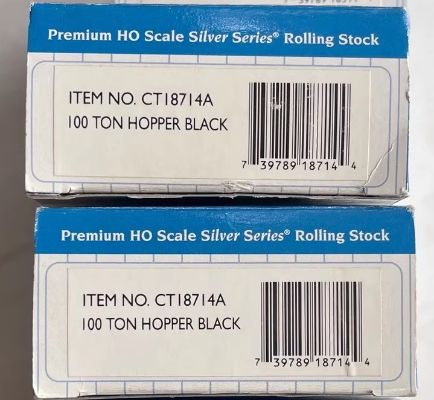 Premium HO Scale Silver Series® Rolling Stock
ITEM NO. CT18714A
100 TON HOPPER BLACK
7 39789 18714 4
Premium HO Scale Silver Series® Rolling Stock
ITEM NO. CT18714A
100 TON HOPPER BLACK
7 39789 18714 4